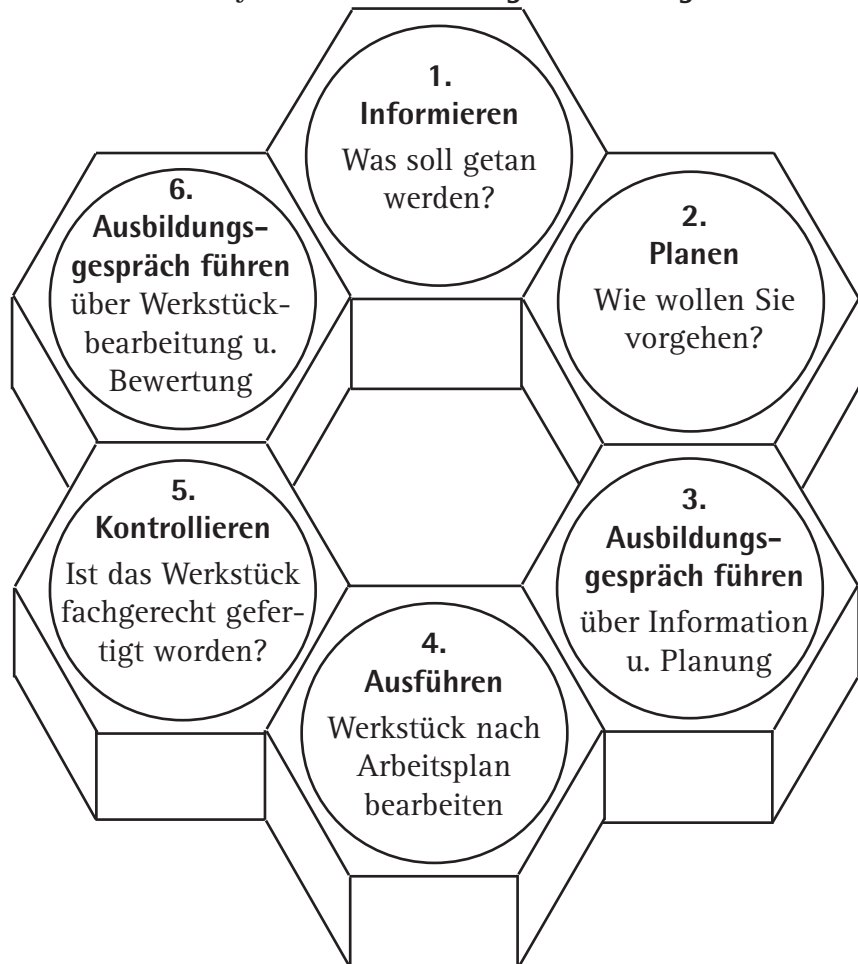 1.
Informieren
Was soll getan
werden?
2.
Planen
Wie wollen Sie
vorgehen?
3.
Ausbildungs-
gespräch führen
über Information
u. Planung
4.
Ausführen
Werkstück nach
Arbeitsplan
bearbeiten
5.
Kontrollieren
Ist das Werkstück
fachgerecht gefer-
tigt worden?
6.
Ausbildungs-
gespräch führen
über Werkstück-
bearbeitung u.
Bewertung